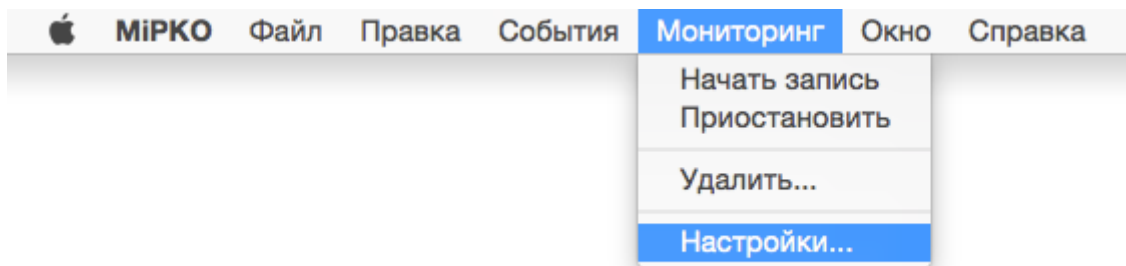 MiPKO Файл Правка События Мониторинг Окно Справка
Начать запись
Приостановить
Удалить...
Настройки...